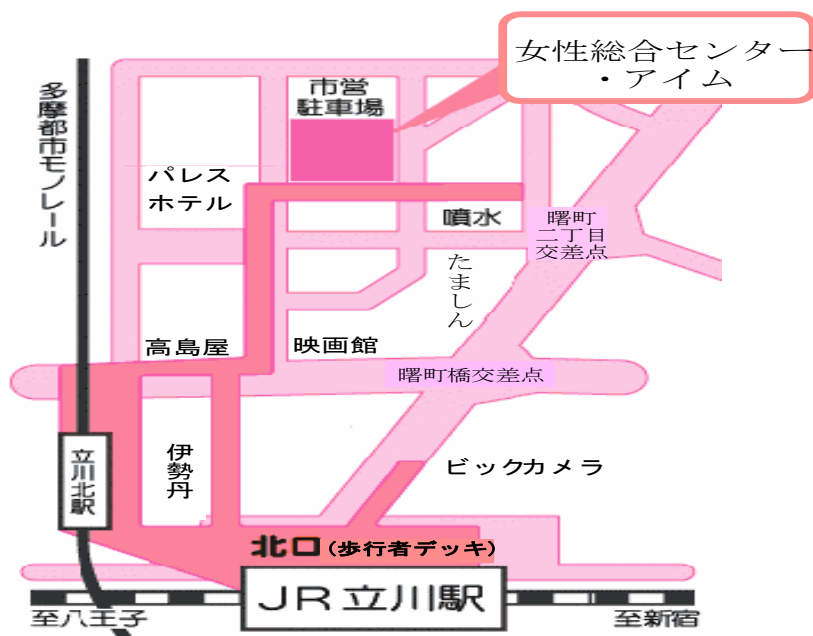 女性総合センター
・アイム
市営
駐車場
多摩都市モノレール
パレス
ホテル
噴水
曙町
二丁目
交差点
たましん
高島屋
映画館
曙町橋交差点
伊勢丹
ビックカメラ
立川北駅
北口(歩行者デッキ)
JR立川駅
至八王子
至新宿